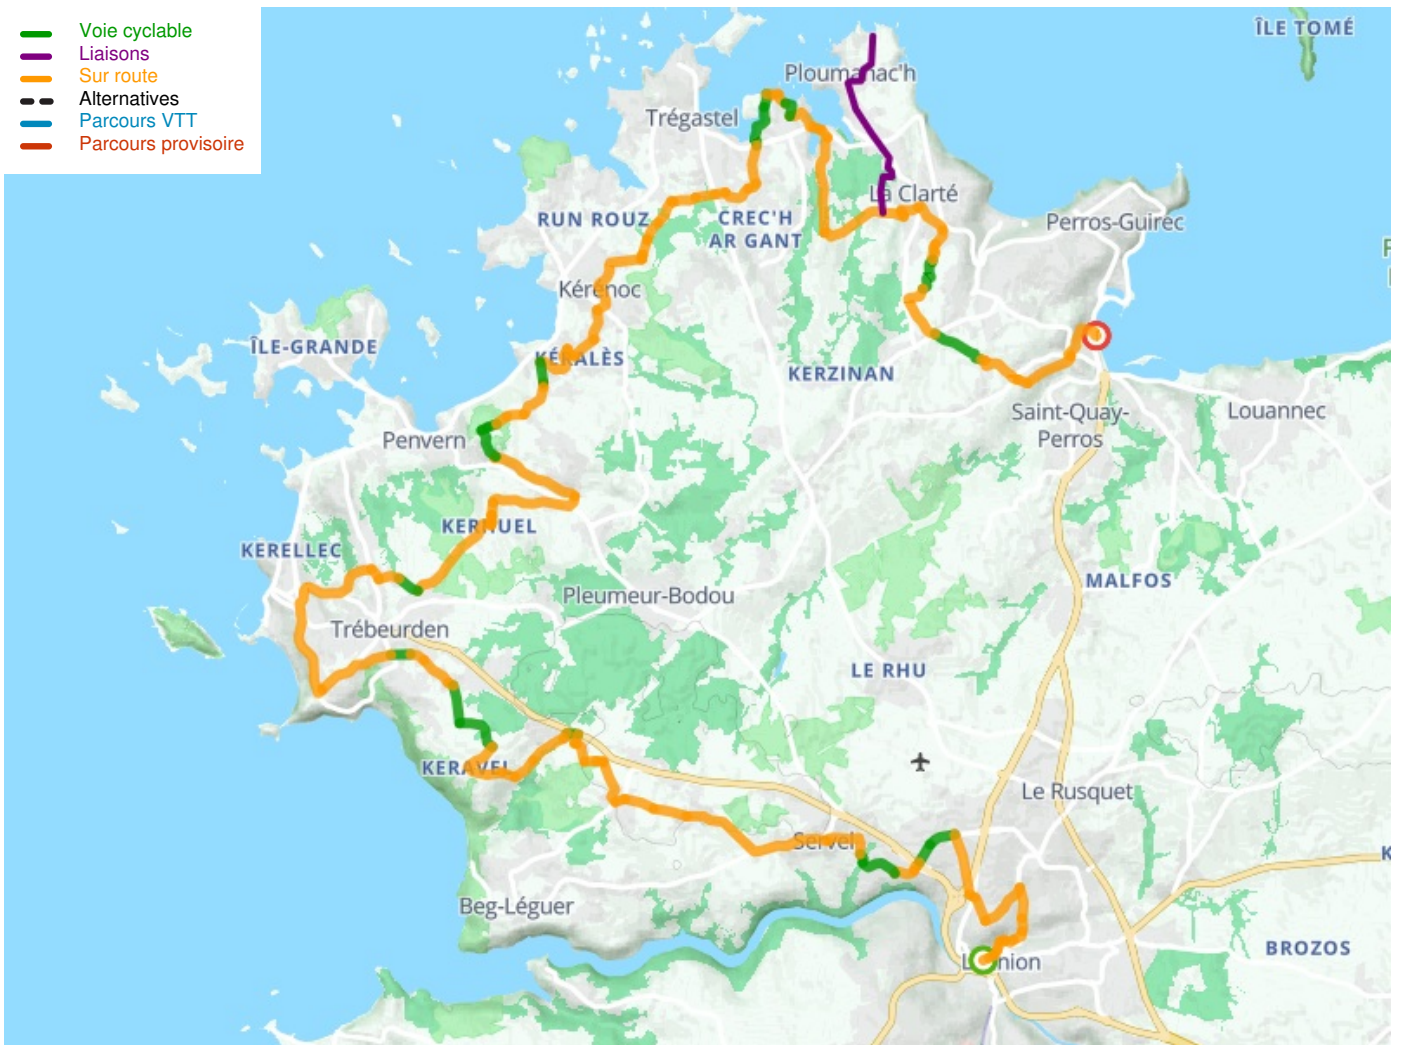 Voie cyclable
Liaisons
Sur route
Alternatives
Parcours VTT
Parcours provisoire
ÎLE TOMÉ
Ploumanac'h
Trégastel
La Clarté
RUN ROUZ
CREC'H
AR GANT
Perros-Guirec
Kérénoc
ÎLE-GRANDE
KÉRALÈS
KERZINAN
Saint-Quay-
Perros
Louannec
Penvern
KERHUEL
KERELLEC
MALFOS
Pleumeur-Bodou
Trébeurden
LE RHU
KERAVEL
Le Rusquet
Servel
K
Beg-Léguer
BROZOS
Lannion